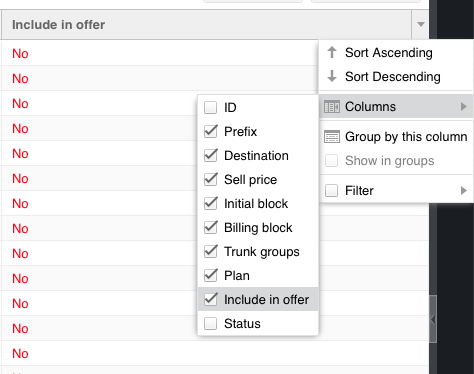 Include in offer
No
No
No
No
No
No
No
No
No
No
No
No
No
Sort Ascending
Sort Descending
Columns
Group by this column
Show in groups
Filter
ID
Prefix
Destination
Sell price
Initial block
Billing block
Trunk groups
Plan
Include in offer
Status